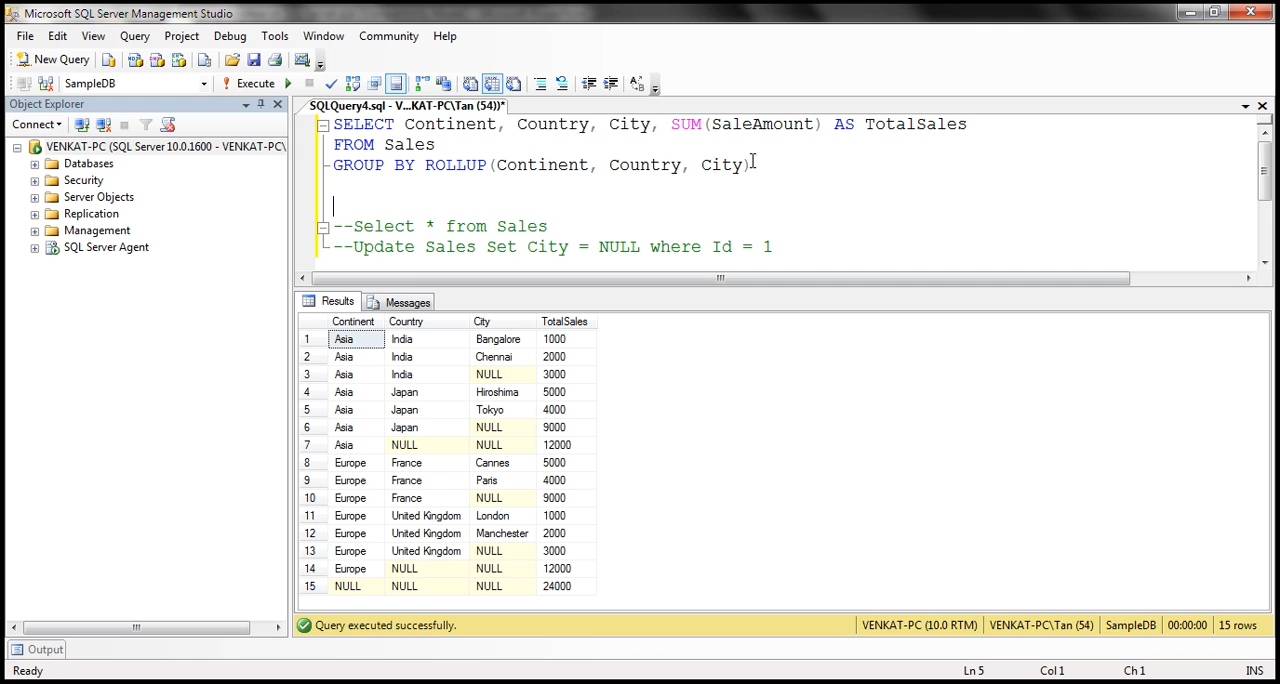 Microsoft SQL Server Management Studio
File Edit View Query Project Debug Tools Window Community Help
New Query
SampleDB Execute
Object Explorer
Connect
VENKAT-PC (SQL Server 10.0.1600 - VENKAT-PC\
Databases
Security
Server Objects
Replication
Management
SQL Server Agent
SQLQuery4.sql - V...KAT-PC\Tan (54))*
SELECT Continent, Country, City, SUM(SaleAmount) AS TotalSales
FROM Sales
GROUP BY ROLLUP(Continent, Country, City)
--Select * from Sales
--Update Sales Set City = NULL where Id = 1
Results Messages
Continent Country City TotalSales
1 Asia India Bangalore 1000
2 Asia India Chennai 2000
3 Asia India NULL 3000
4 Asia Japan Hiroshima 5000
5 Asia Japan Tokyo 4000
6 Asia Japan NULL 9000
7 Asia NULL NULL 12000
8 Europe France Cannes 5000
9 Europe France Paris 4000
10 Europe France NULL 9000
11 Europe United Kingdom London 1000
12 Europe United Kingdom Manchester 2000
13 Europe United Kingdom NULL 3000
14 Europe NULL NULL 12000
15 NULL NULL NULL 24000
Query executed successfully. VENKAT-PC (10.0 RTM) VENKAT-PC\Tan (54) SampleDB 00:00:00 15 rows
Output
Ready Ln 5 Col 1 Ch 1 INS